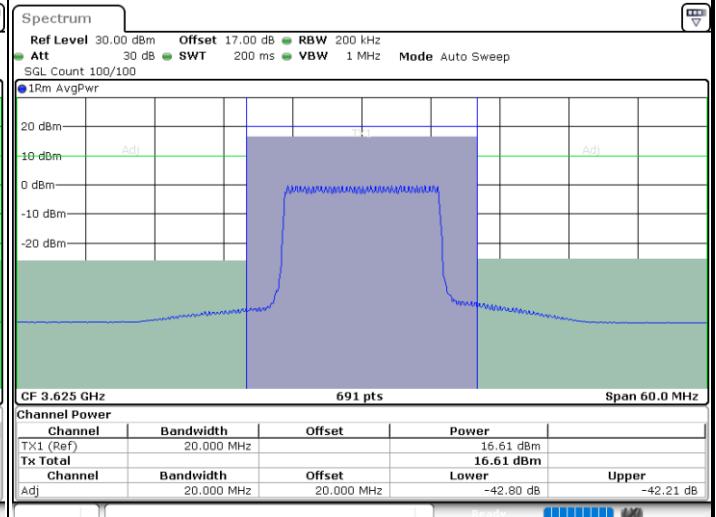 Spectrum
Ref Level 30.00 dBm Offset 17.00 dB RBW 200 kHz
Att 30 dB SWT 200 ms VBW 1 MHz Mode Auto Sweep
SGL Count 100/100
1Rm AvgPwr
20 dBm
TX1
Adj Adj
10 dBm
0 dBm
-10 dBm
-20 dBm
CF 3.625 GHz 691 pts Span 60.0 MHz
Channel Power
Channel Bandwidth Offset Power
TX1 (Ref) 20.000 MHz 16.61 dBm
Tx Total 16.61 dBm
Channel Bandwidth Offset Lower Upper
Adj 20.000 MHz 20.000 MHz -42.80 dB -42.21 dB
Ready